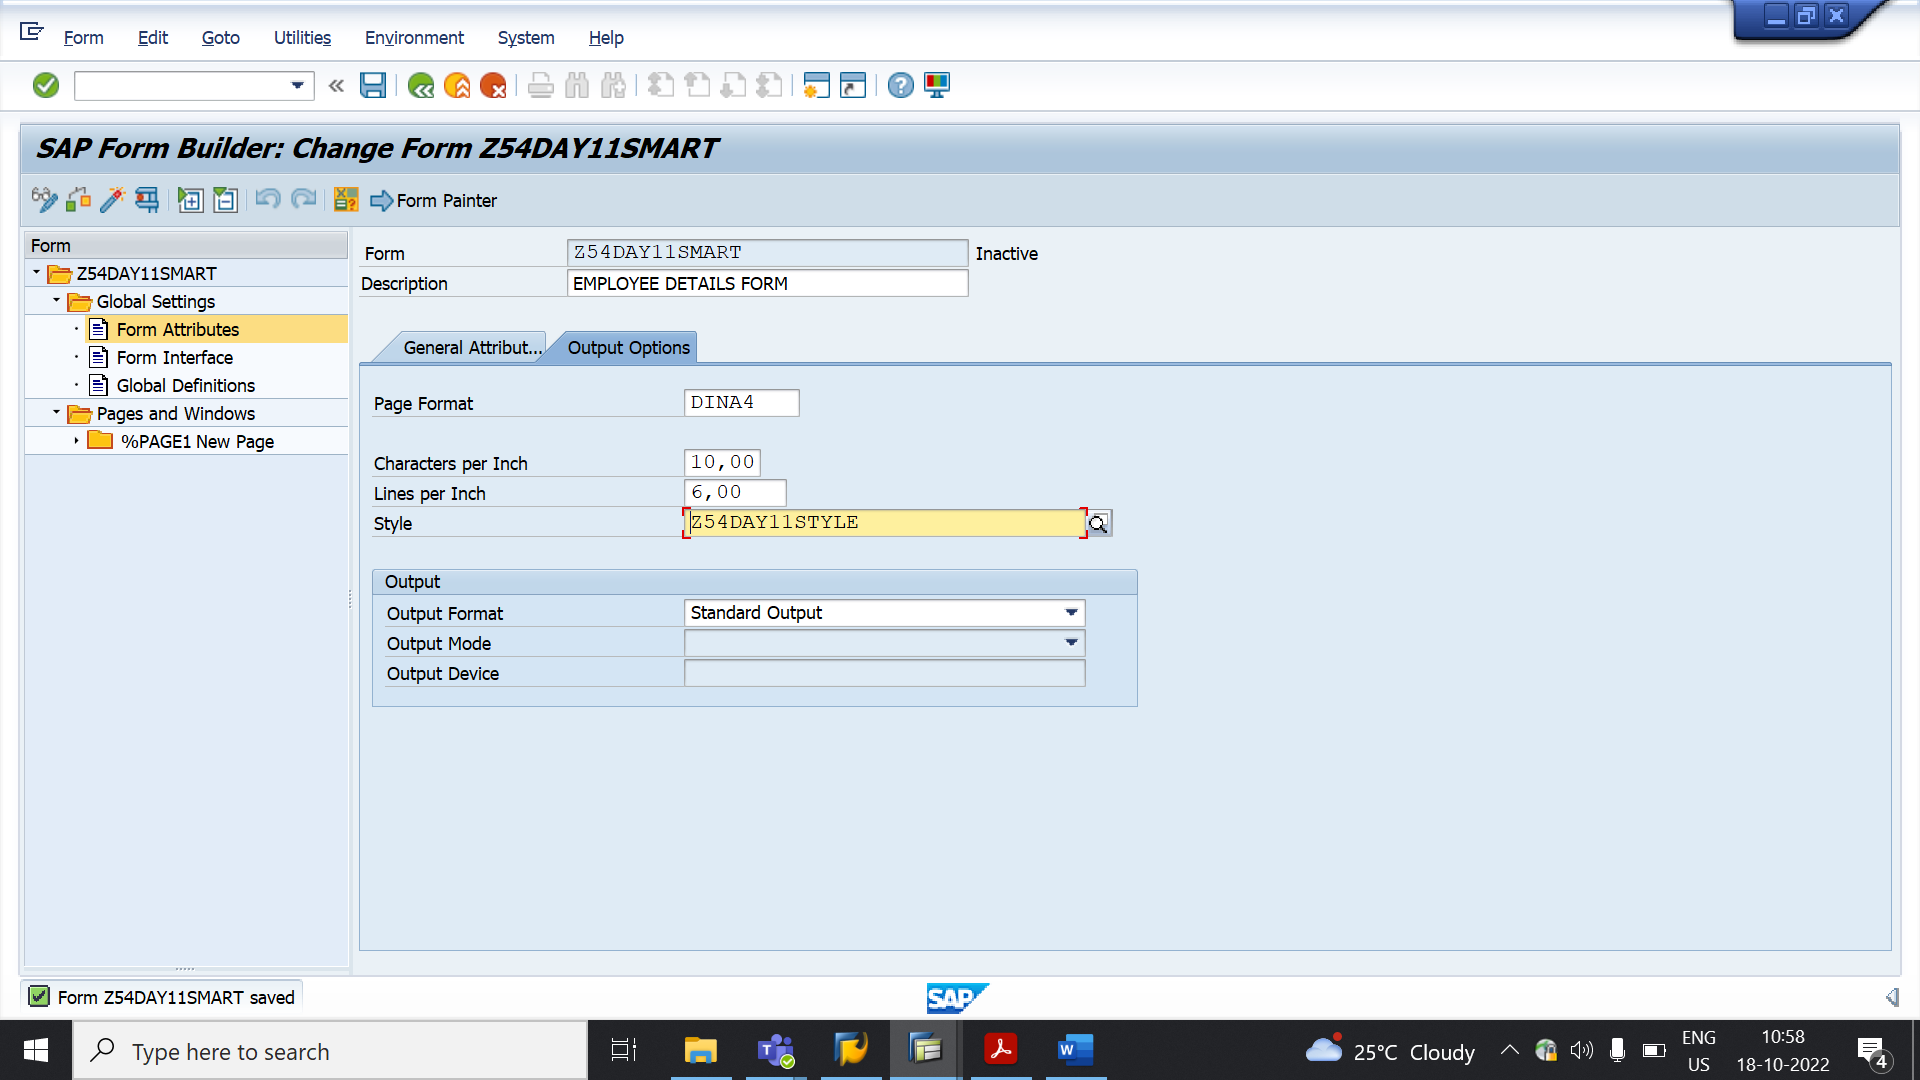 Form Edit Goto Utilities Environment System Help
SAP Form Builder: Change Form Z54DAY11SMART
Form Painter
Form
Z54DAY11SMART
Global Settings
Form Attributes
Form Interface
Global Definitions
Pages and Windows
%PAGE1 New Page
Form Z54DAY11SMART Inactive
Description EMPLOYEE DETAILS FORM
General Attribut... Output Options
Page Format DINA4
Characters per Inch 10,00
Lines per Inch 6,00
Style Z54DAY11STYLE
Output
Output Format Standard Output
Output Mode
Output Device
Form Z54DAY11SMART saved
SAP
Type here to search
25°C Cloudy
ENG
US
10:58
18-10-2022
4